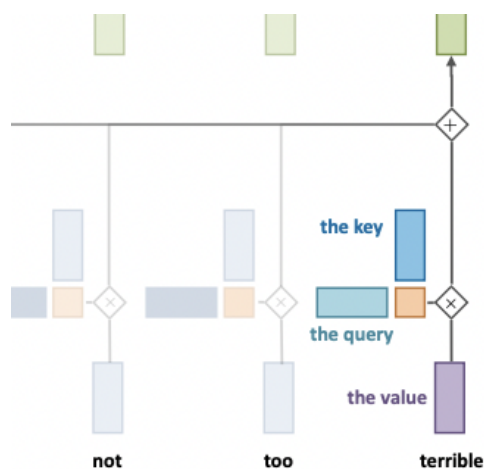 the key
the query
the value
not too terrible